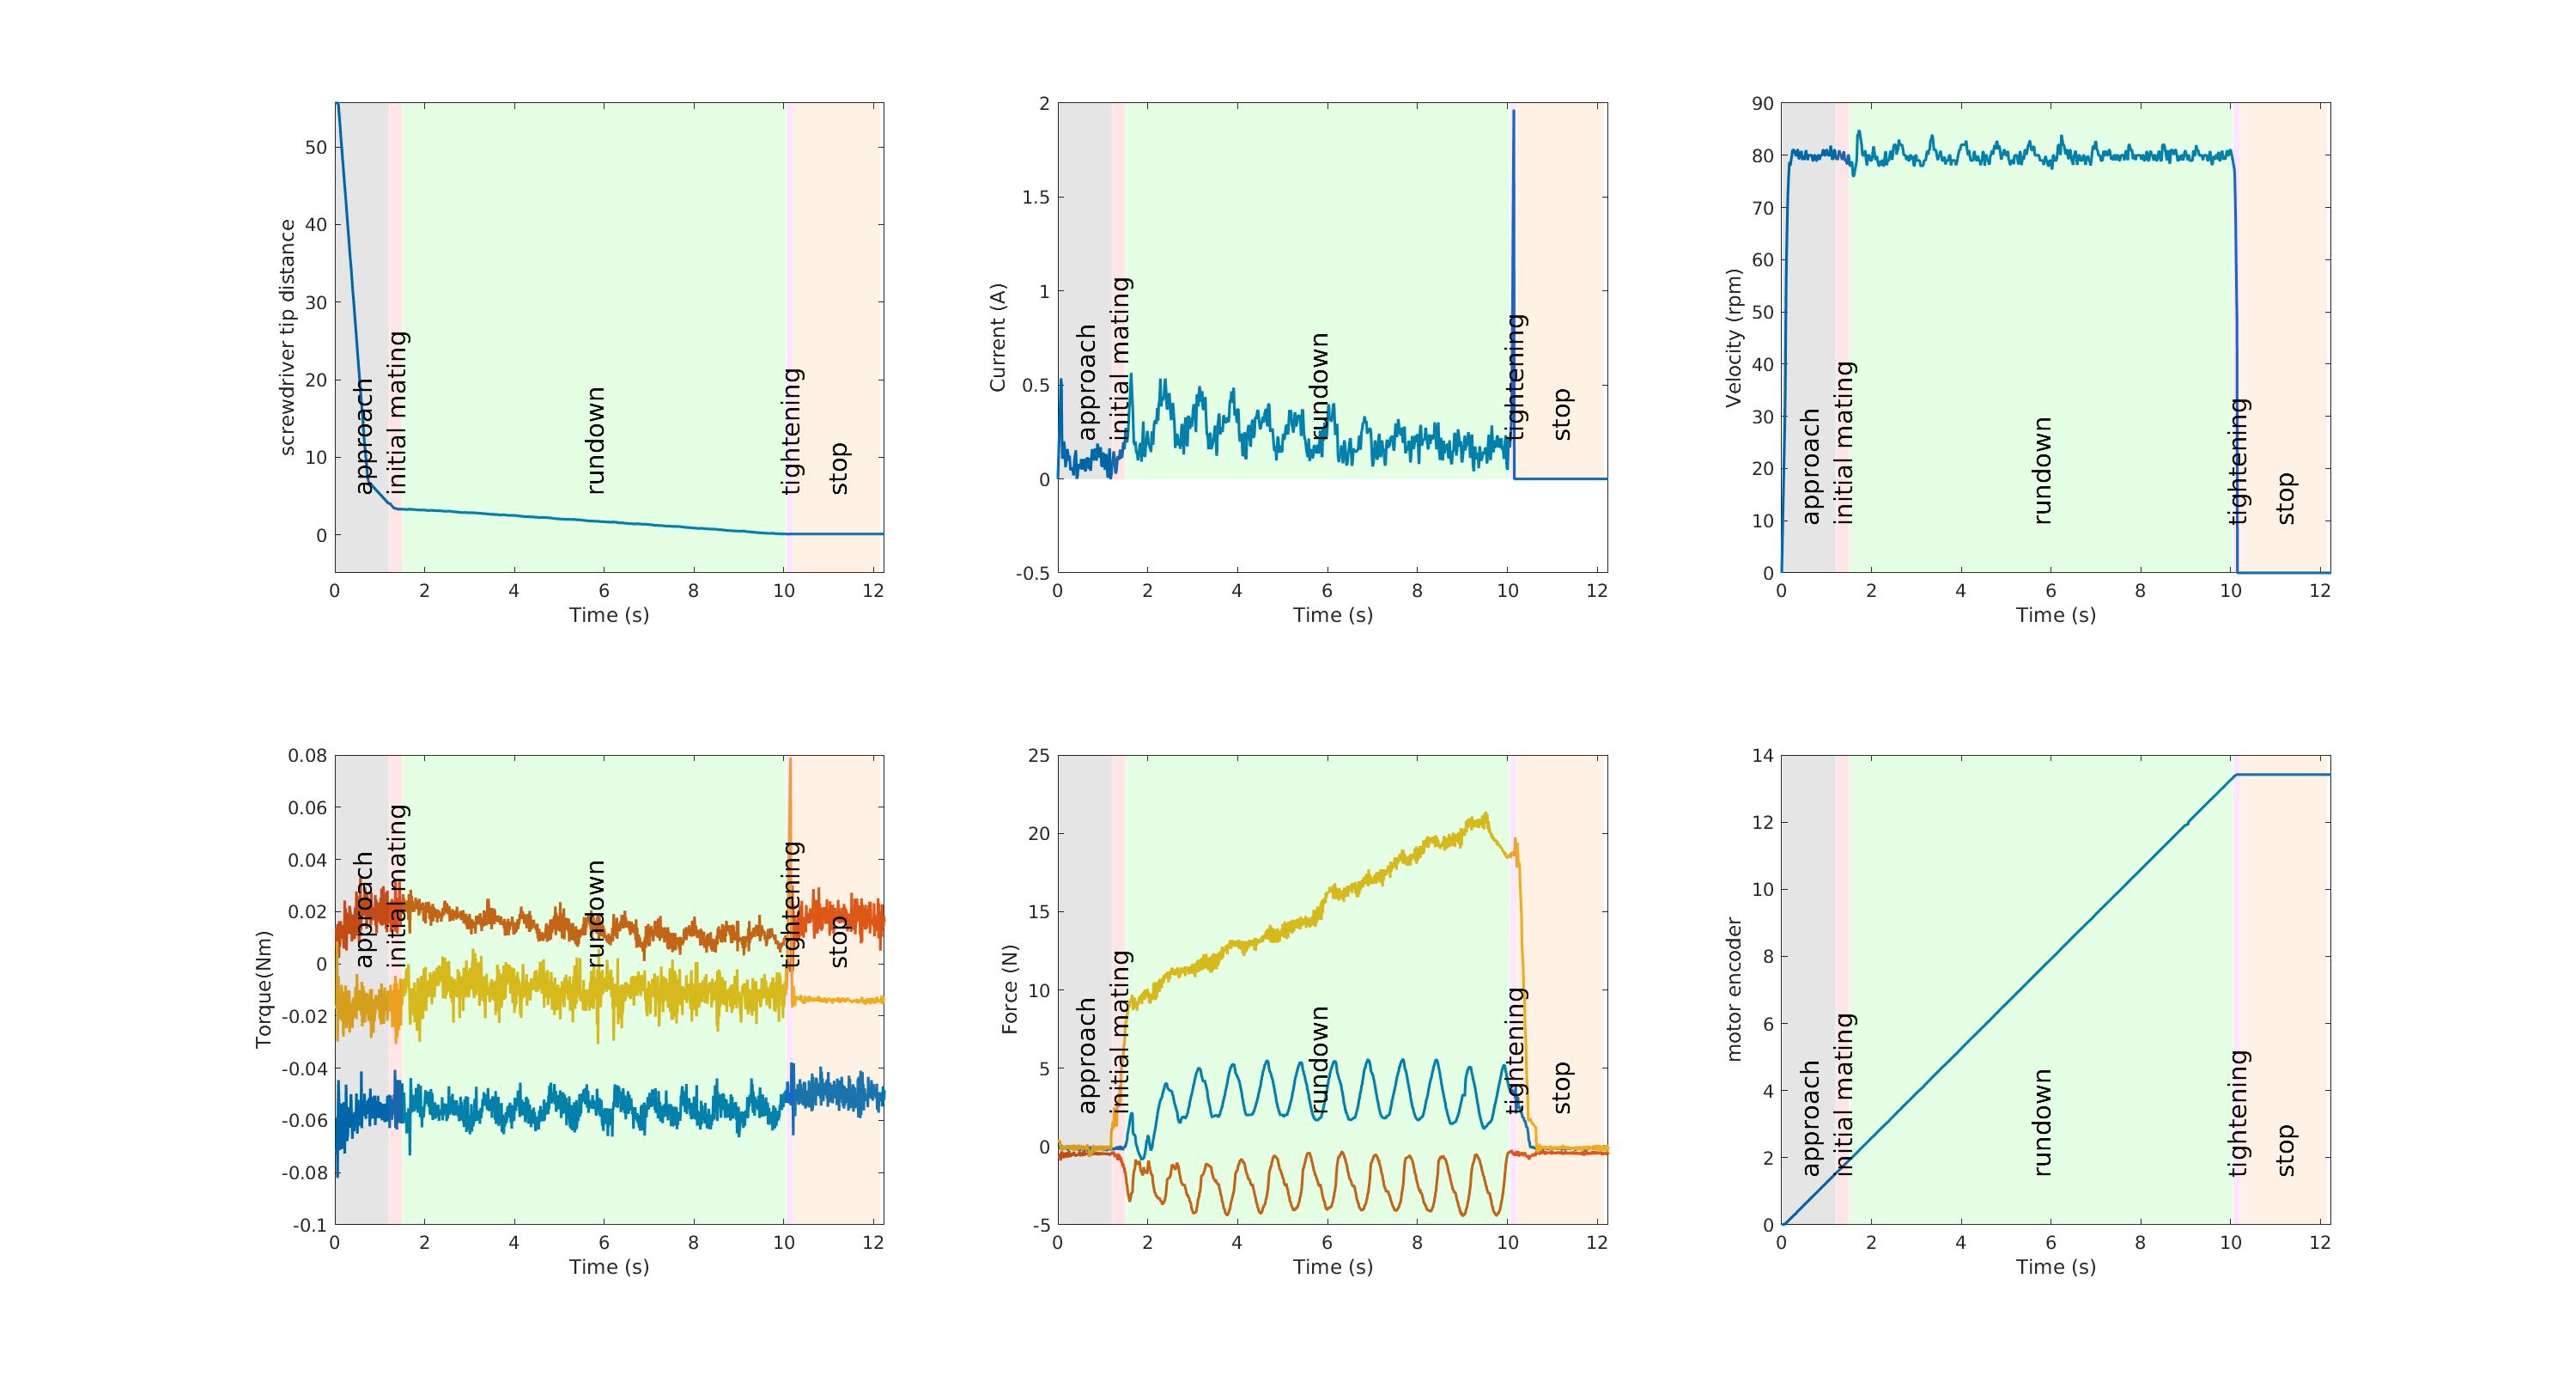 screwdriver tip distance
50
40
30
20
10
0
approach
initial mating
rundown
tightening
stop
0 2 4 6 8 10 12
Time (s)
Current (A)
2
1.5
1
0.5
0
-0.5
approach
initial mating
rundown
tightening
stop
0 2 4 6 8 10 12
Time (s)
Velocity (rpm)
90
80
70
60
50
40
30
20
10
0
approach
initial mating
rundown
tightening
stop
0 2 4 6 8 10 12
Time (s)
Torque(Nm)
0.08
0.06
0.04
0.02
0
-0.02
-0.04
-0.06
-0.08
-0.1
approach
initial mating
rundown
tightening
stop
0 2 4 6 8 10 12
Time (s)
Force (N)
25
20
15
10
5
0
-5
approach
initial mating
rundown
tightening
stop
0 2 4 6 8 10 12
Time (s)
motor encoder
14
12
10
8
6
4
2
0
approach
initial mating
rundown
tightening
stop
0 2 4 6 8 10 12
Time (s)